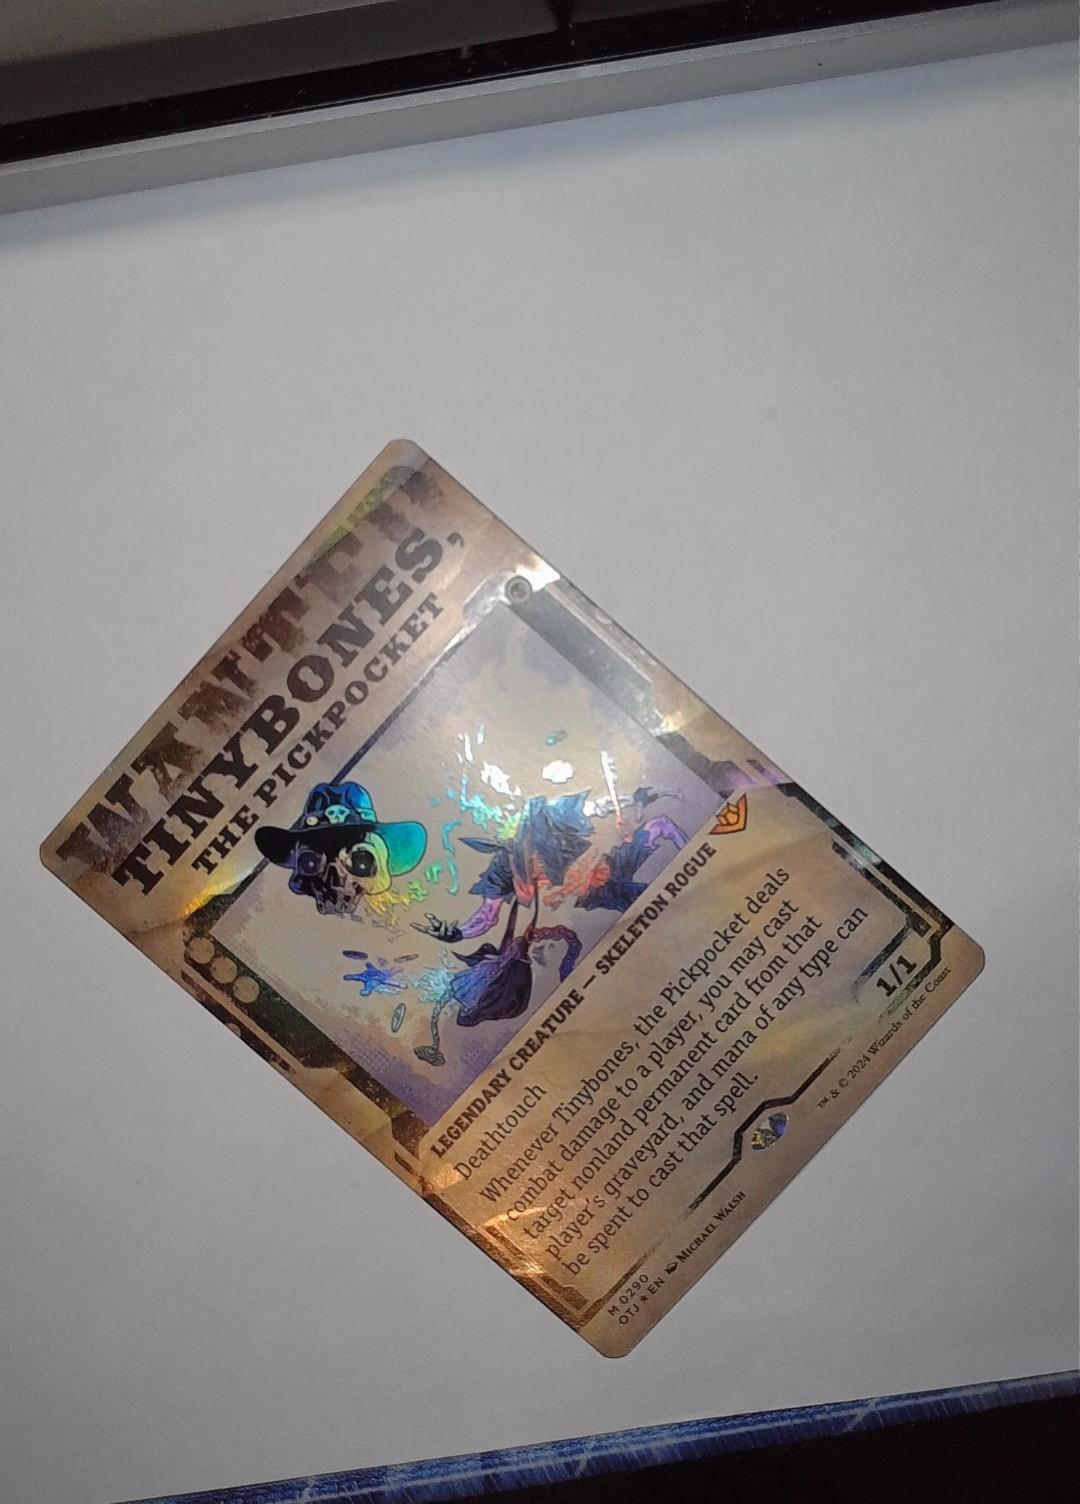 WANTED
TINYBONES,
THE PICKPOCKET
LEGENDARY CREATURE — SKELETON ROGUE
Deathtouch
Whenever Tinybones, the Pickpocket deals
combat damage to a player, you may cast
target nonland permanent card from that
player's graveyard, and mana of any type can
be spent to cast that spell.
1/1
M 0290
OTJ ★ EN MICHAEL WALSH
™ & © 2024 Wizards of the Coast